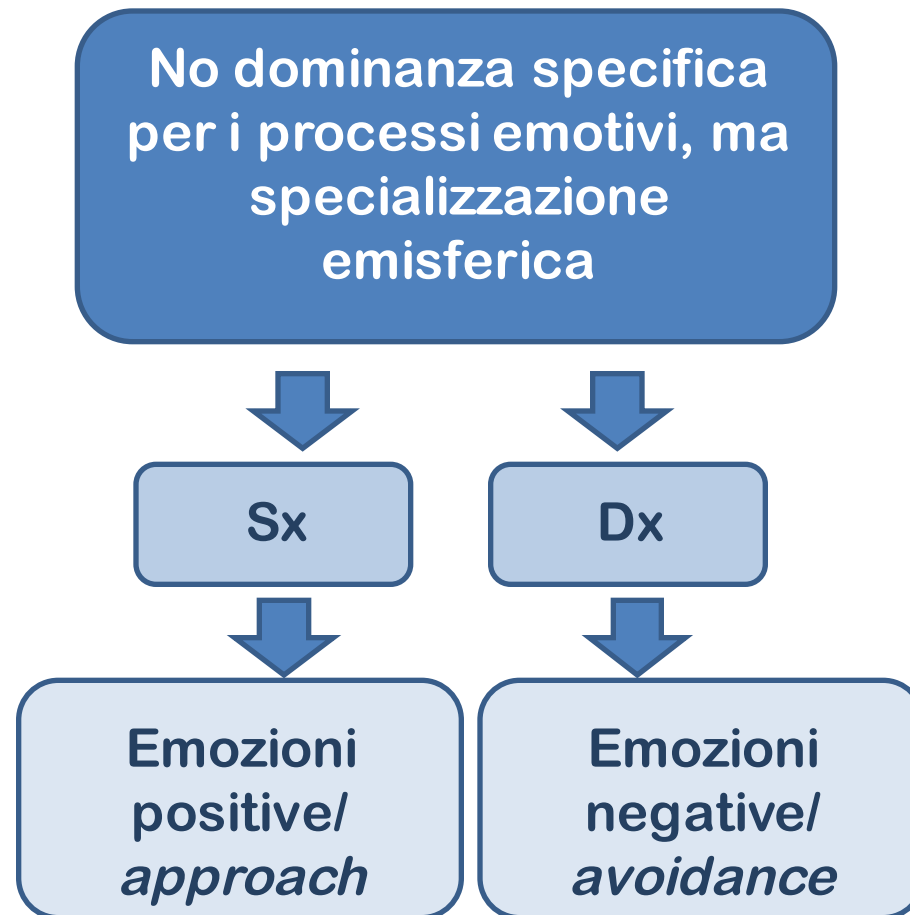 No dominanza specifica
per i processi emotivi, ma
specializzazione
emisferica
Sx
Dx
Emozioni
positive/
approach
Emozioni
negative/
avoidance